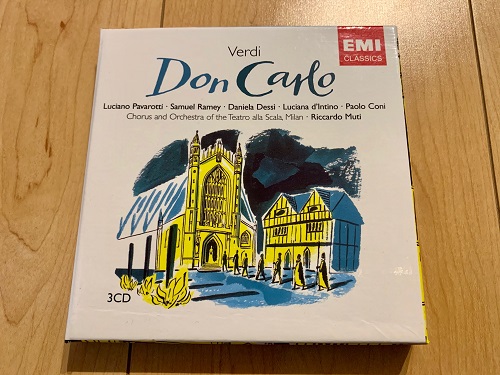 Verdi
EMI
CLASSICS
Don Carlo
Luciano Pavarotti · Samuel Ramey · Daniela Dessì · Luciana d'Intino · Paolo Coni
Chorus and Orchestra of the Teatro alla Scala, Milan · Riccardo Muti
3CD